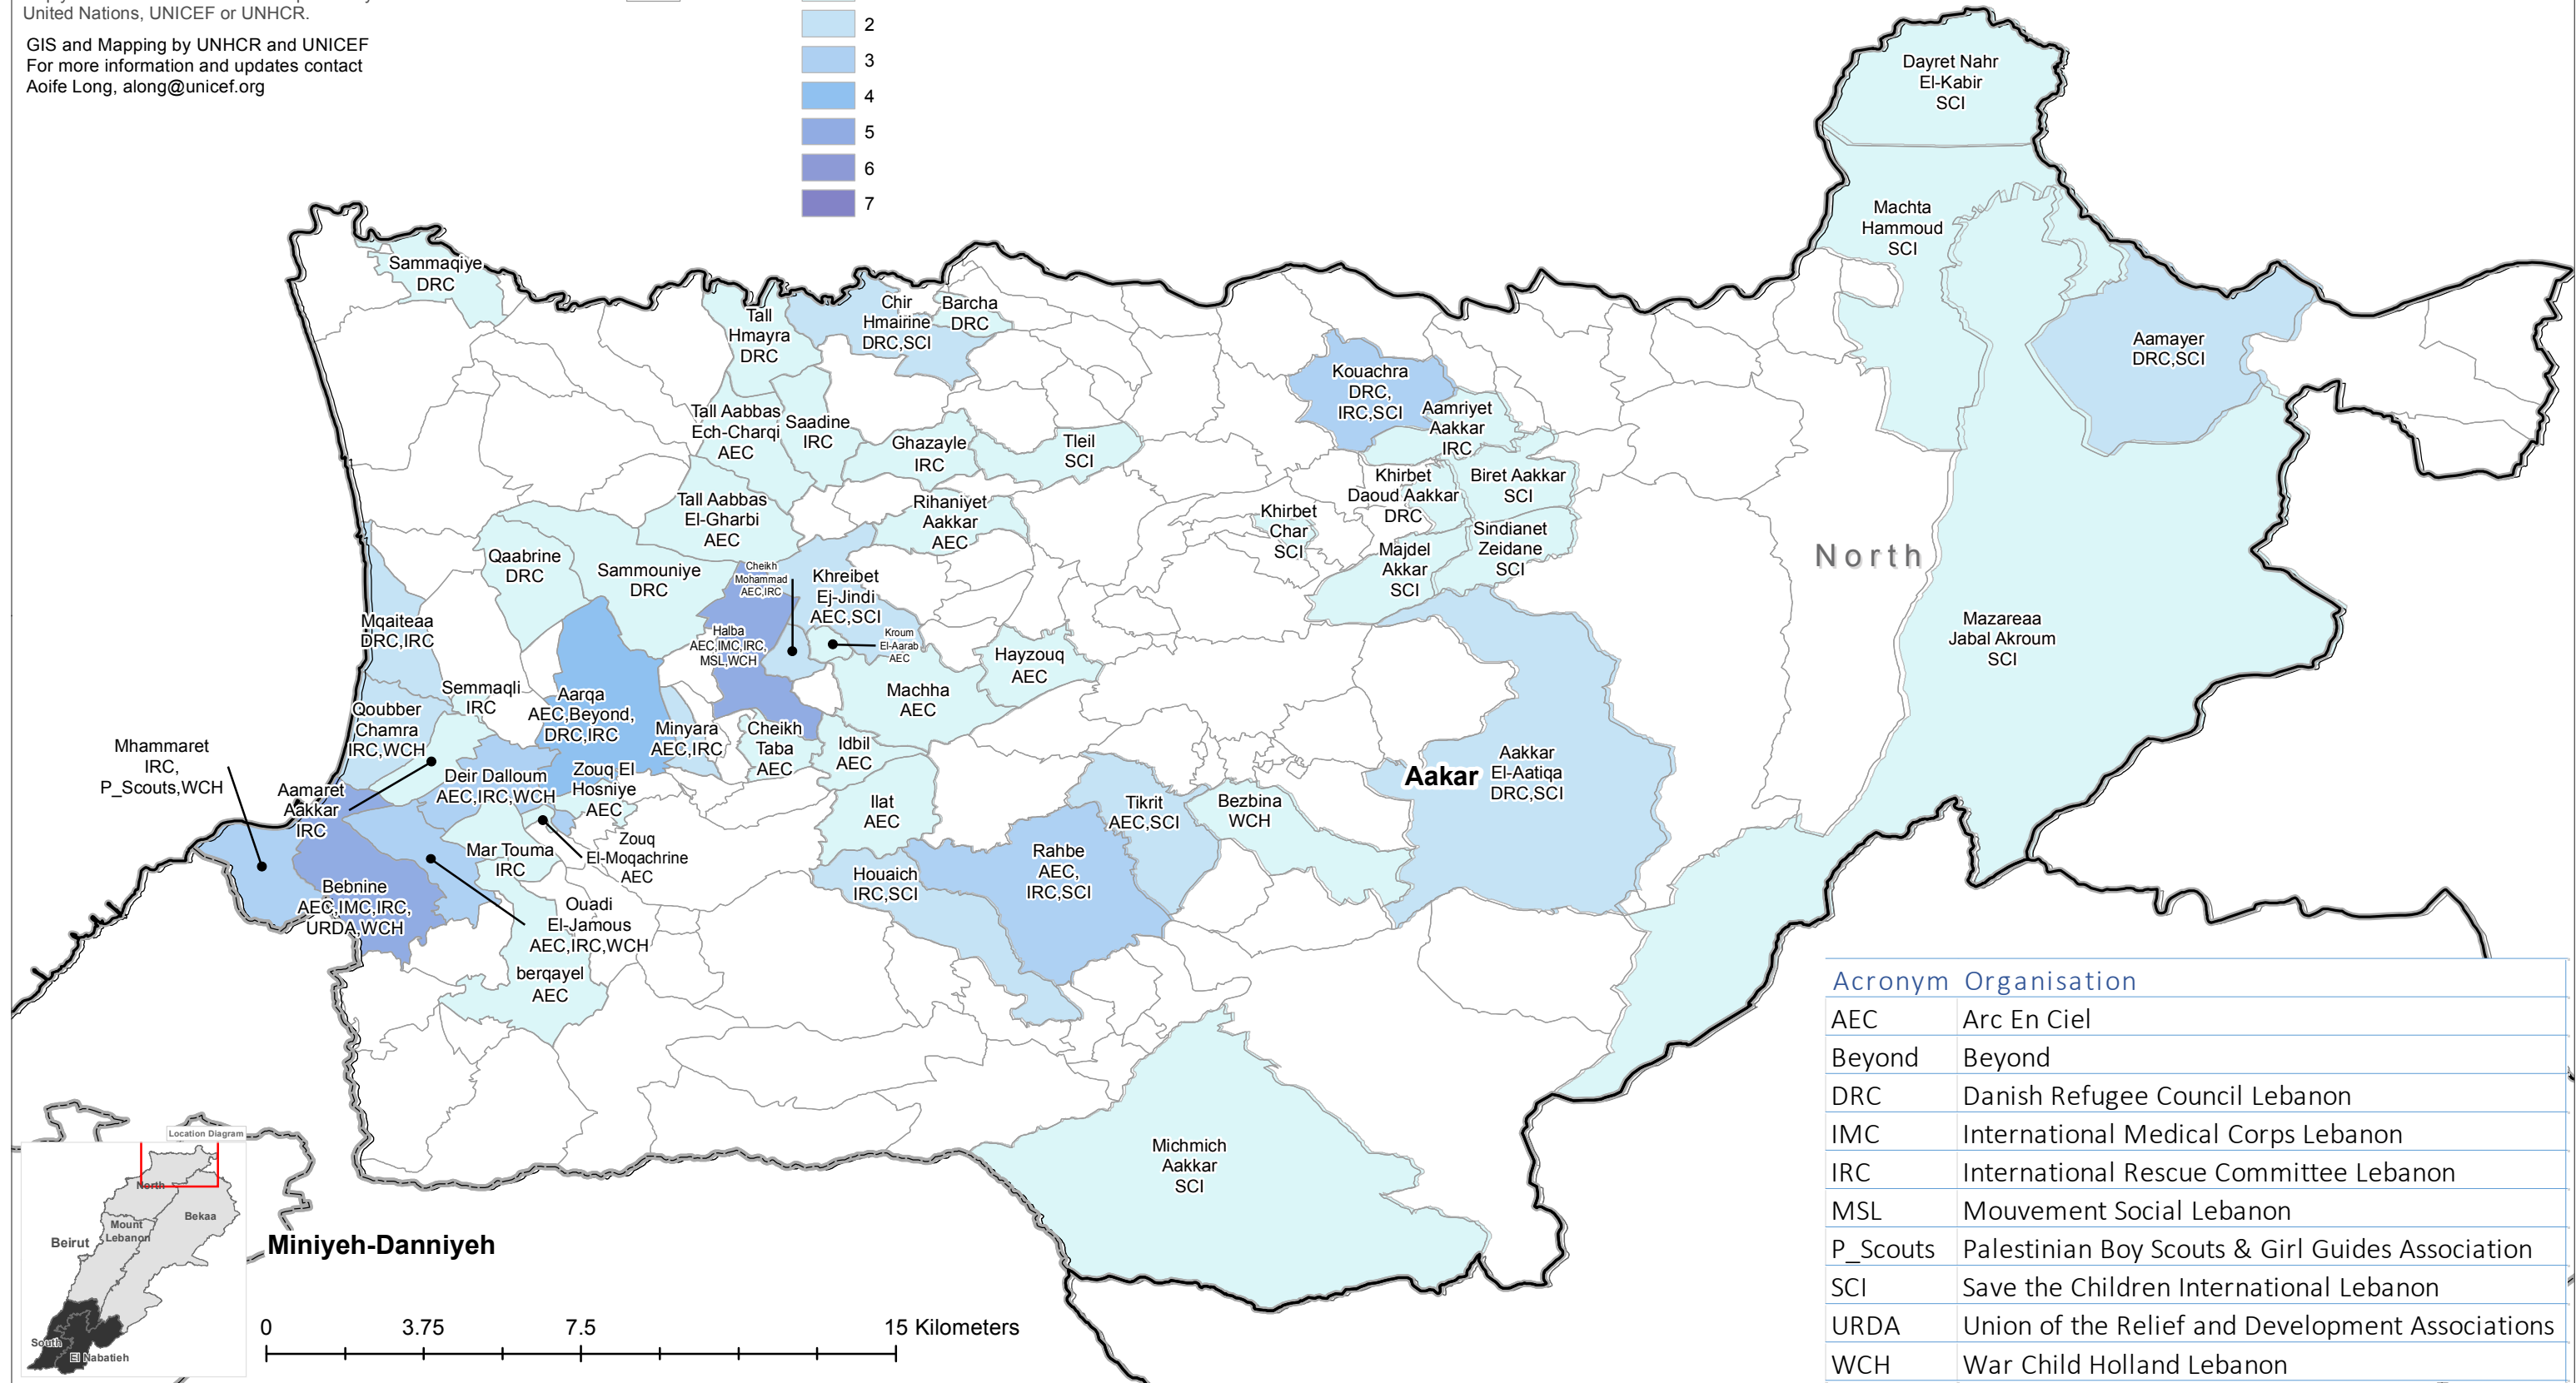 United Nations, UNICEF or UNHCR.
GIS and Mapping by UNHCR and UNICEF
For more information and updates contact
Aoife Long, along@unicef.org
2
3
4
5
6
7
Dayret Nahr
El-Kabir
SCI
Machta
Hammoud
SCI
Sammaqiye
DRC
Tall
Hmayra
DRC
Chir
Hmairine
DRC,SCI
Barcha
DRC
Aamayer
DRC,SCI
Kouachra
DRC,
IRC,SCI
Aamriyet
Aakkar
IRC
Tall Aabbas
Ech-Charqi
AEC
Saadine
IRC
Ghazayle
IRC
Tleil
SCI
Khirbet
Daoud Aakkar
DRC
Biret Aakkar
SCI
Tall Aabbas
El-Gharbi
AEC
Rihaniyet
Aakkar
AEC
Khirbet
Char
SCI
Sindianet
Zeidane
SCI
Majdel
Akkar
SCI
North
Qaabrine
DRC
Sammouniye
DRC
Cheikh
Mohammad
AEC,IRC
Khreibet
Ej-Jindi
AEC,SCI
Mqaiteaa
DRC,IRC
Halba
AEC,IMC,IRC,
MSL,WCH
Kroum
El-Aarab
AEC
Hayzouq
AEC
Mazareaa
Jabal Akroum
SCI
Machha
AEC
Semmaqli
IRC
Aarqa
AEC,Beyond,
DRC,IRC
Qoubber
Chamra
IRC,WCH
Minyara
AEC,IRC
Cheikh
Taba
AEC
Idbil
AEC
Mhammaret
IRC,
P_Scouts,WCH
Deir Dalloum
AEC,IRC,WCH
Zouq El
Hosniye
AEC
Aakar
Aakkar
El-Aatiqa
DRC,SCI
Aamaret
Aakkar
IRC
Ilat
AEC
Tikrit
AEC,SCI
Bezbina
WCH
Mar Touma
IRC
Zouq
El-Moqachrine
AEC
Houaich
IRC,SCI
Rahbe
AEC,
IRC,SCI
Bebnine
AEC,IMC,IRC,
URDA,WCH
Ouadi
El-Jamous
AEC,IRC,WCH
berqayel
AEC
Michmich
Aakkar
SCI
Acronym Organisation
AEC Arc En Ciel
Beyond Beyond
DRC Danish Refugee Council Lebanon
IMC International Medical Corps Lebanon
IRC International Rescue Committee Lebanon
MSL Mouvement Social Lebanon
P_Scouts Palestinian Boy Scouts & Girl Guides Association
SCI Save the Children International Lebanon
URDA Union of the Relief and Development Associations
WCH War Child Holland Lebanon
Location Diagram
North
Bekaa
Mount
Lebanon
Beirut
South
El Nabatieh
Miniyeh-Danniyeh
0 3.75 7.5 15 Kilometers